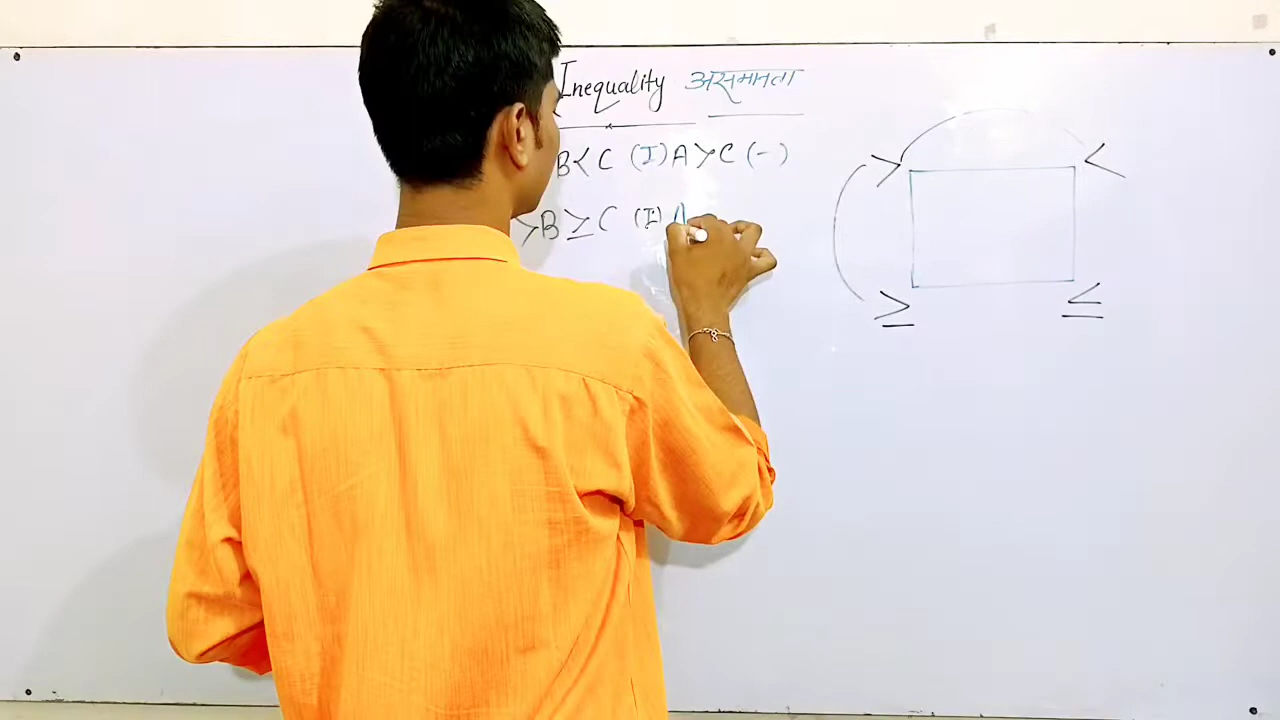 Inequality असमानता
B < C (I) A > C (-)
> <
> B ≥ C (I) A
≥ ≤